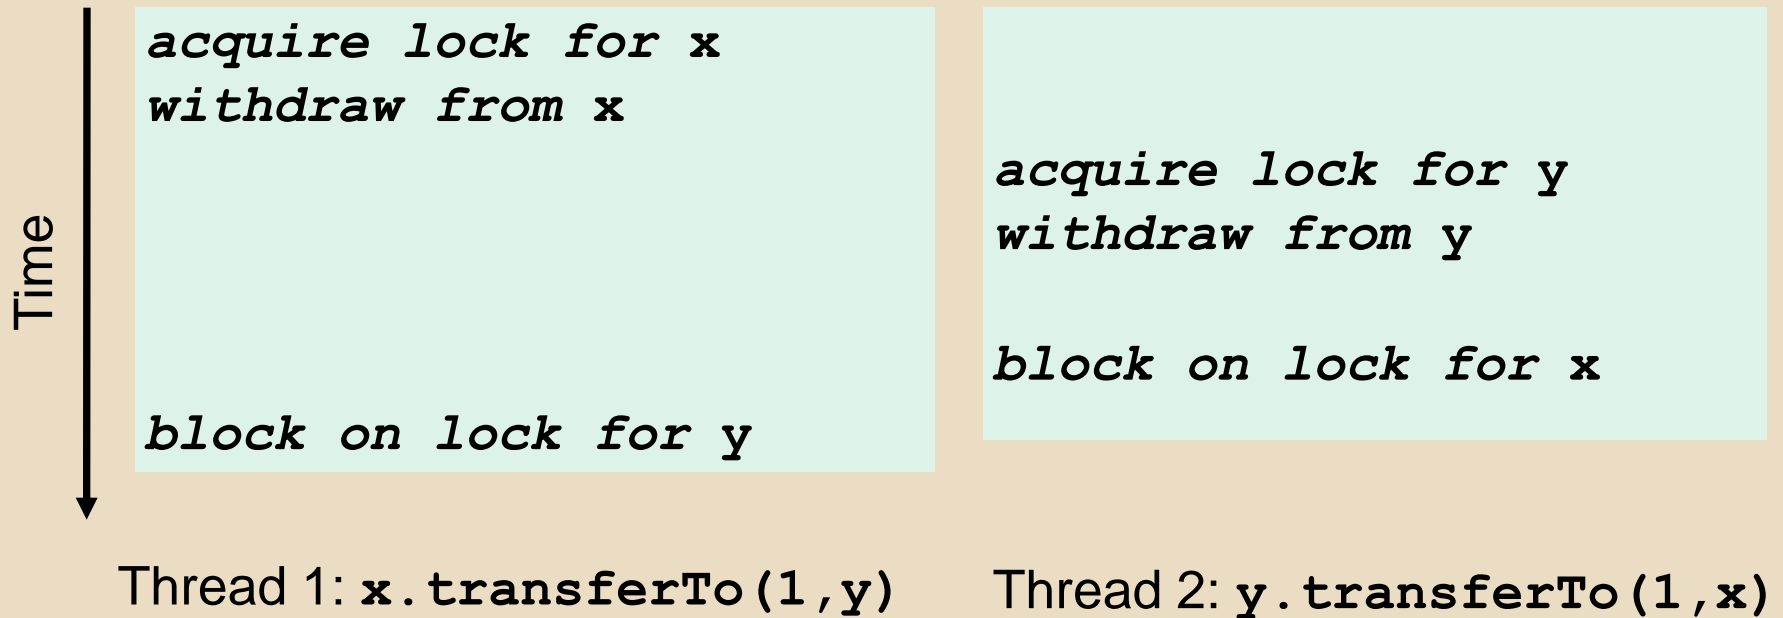 Time
acquire lock for x
withdraw from x
block on lock for y
Thread 1: x.transferTo(1,y)
acquire lock for y
withdraw from y
block on lock for x
Thread 2: y.transferTo(1,x)